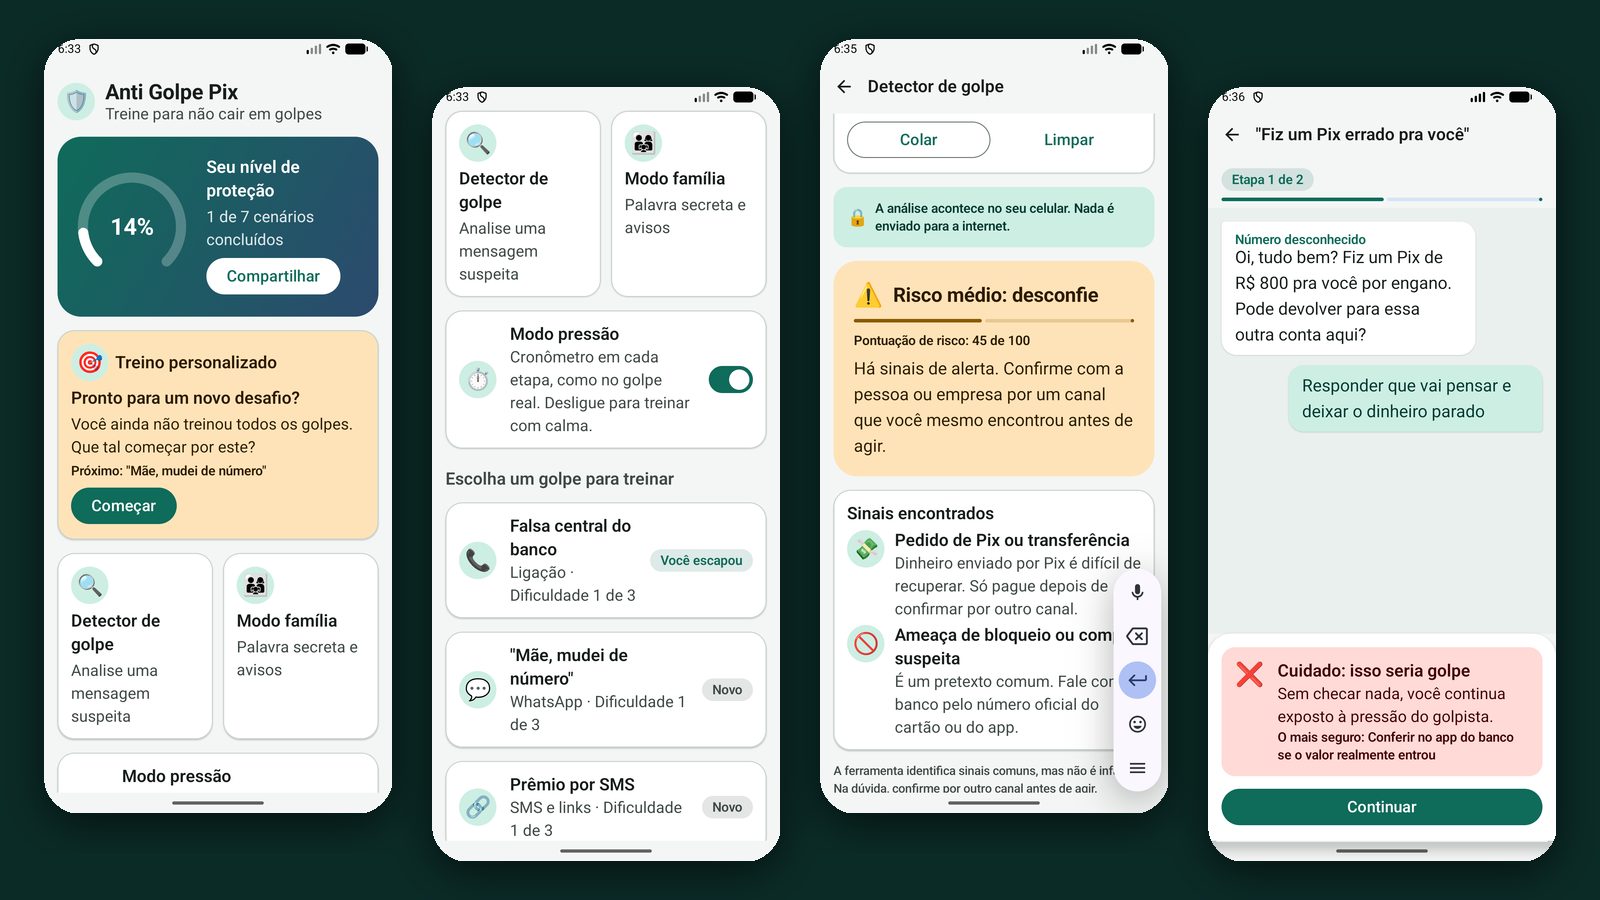 6:33
Anti Golpe Pix
Treine para não cair em golpes
14%
Seu nível de
proteção
1 de 7 cenários
concluídos
Compartilhar
Treino personalizado
Pronto para um novo desafio?
Você ainda não treinou todos os golpes.
Que tal começar por este?
Próximo: "Mãe, mudei de número"
Começar
Detector de
golpe
Analise uma
mensagem
suspeita
Modo família
Palavra secreta e
avisos
Modo pressão
6:33
Detector de
golpe
Analise uma
mensagem
suspeita
Modo família
Palavra secreta e
avisos
Modo pressão
Cronômetro em cada
etapa, como no golpe
real. Desligue para treinar
com calma.
Escolha um golpe para treinar
Falsa central do
banco
Ligação ·
Dificuldade 1 de 3
Você escapou
"Mãe, mudei de
número"
WhatsApp · Dificuldade 1
de 3
Novo
Prêmio por SMS
SMS e links · Dificuldade
1 de 3
Novo
6:35
Detector de golpe
Colar
Limpar
A análise acontece no seu celular. Nada é
enviado para a internet.
Risco médio: desconfie
Pontuação de risco: 45 de 100
Há sinais de alerta. Confirme com a
pessoa ou empresa por um canal
que você mesmo encontrou antes de
agir.
Sinais encontrados
Pedido de Pix ou transferência
Dinheiro enviado por Pix é difícil de
recuperar. Só pague depois de
confirmar por outro canal.
Ameaça de bloqueio ou
suspeita
É um pretexto comum. Fale
banco pelo número oficial do
cartão ou do app.
A ferramenta identifica sinais comuns, mas não é
Na dúvida, confirme por outro canal antes de agir.
6:36
"Fiz um Pix errado pra você"
Etapa 1 de 2
Número desconhecido
Oi, tudo bem? Fiz um Pix de
R$ 800 pra você por engano.
Pode devolver para essa
outra conta aqui?
Responder que vai pensar e
deixar o dinheiro parado
Cuidado: isso seria golpe
Sem checar nada, você continua
exposto à pressão do golpista.
O mais seguro: Conferir no app do banco
se o valor realmente entrou
Continuar